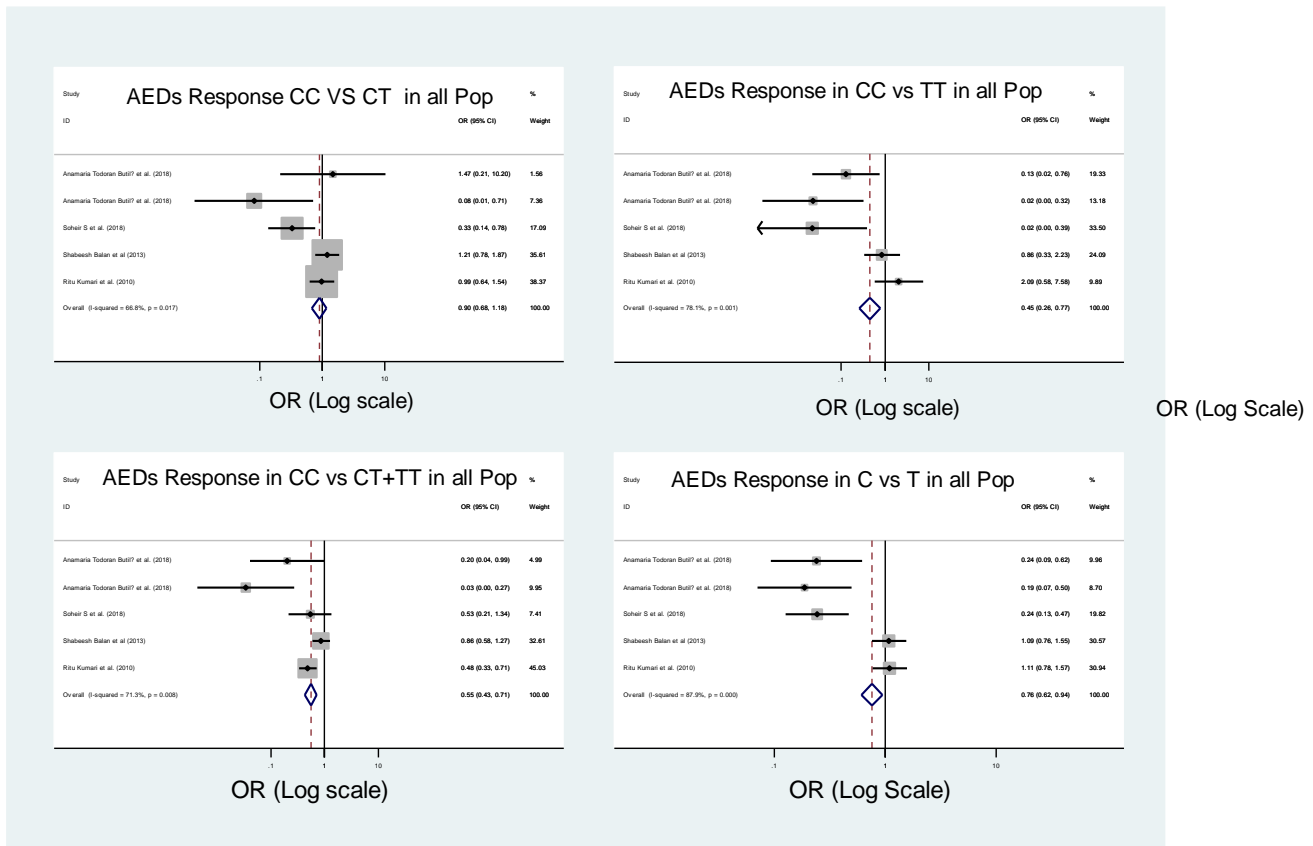 AEDs Response CC VS CT in all Pop
Study %
ID OR (95% CI) Weight
Anamaria Todoran Butil? et al. (2018) 1.47 (0.21, 10.20) 1.56
Anamaria Todoran Butil? et al. (2018) 0.08 (0.01, 0.71) 7.36
Soheir S et al. (2018) 0.33 (0.14, 0.78) 17.09
Shabeesh Balan et al (2013) 1.21 (0.78, 1.87) 35.61
Ritu Kumari et al. (2010) 0.99 (0.64, 1.54) 38.37
Overall (I-squared = 66.8%, p = 0.017) 0.90 (0.68, 1.18) 100.00
.1 1 10
OR (Log scale)
AEDs Response in CC vs TT in all Pop
Study %
ID OR (95% CI) Weight
Anamaria Todoran Butil? et al. (2018) 0.13 (0.02, 0.76) 19.33
Anamaria Todoran Butil? et al. (2018) 0.02 (0.00, 0.32) 13.18
Soheir S et al. (2018) 0.02 (0.00, 0.39) 33.50
Shabeesh Balan et al (2013) 0.86 (0.33, 2.23) 24.09
Ritu Kumari et al. (2010) 2.09 (0.58, 7.58) 9.89
Overall (I-squared = 78.1%, p = 0.001) 0.45 (0.26, 0.77) 100.00
.1 1 10
OR (Log scale)
OR (Log Scale)
AEDs Response in CC vs CT+TT in all Pop
Study %
ID OR (95% CI) Weight
Anamaria Todoran Butil? et al. (2018) 0.20 (0.04, 0.99) 4.99
Anamaria Todoran Butil? et al. (2018) 0.03 (0.00, 0.27) 9.95
Soheir S et al. (2018) 0.53 (0.21, 1.34) 7.41
Shabeesh Balan et al (2013) 0.86 (0.58, 1.27) 32.61
Ritu Kumari et al. (2010) 0.48 (0.33, 0.71) 45.03
Overall (I-squared = 71.3%, p = 0.008) 0.55 (0.43, 0.71) 100.00
.1 1 10
OR (Log scale)
AEDs Response in C vs T in all Pop
Study %
ID OR (95% CI) Weight
Anamaria Todoran Butil? et al. (2018) 0.24 (0.09, 0.62) 9.96
Anamaria Todoran Butil? et al. (2018) 0.19 (0.07, 0.50) 8.70
Soheir S et al. (2018) 0.24 (0.13, 0.47) 19.82
Shabeesh Balan et al (2013) 1.09 (0.76, 1.55) 30.57
Ritu Kumari et al. (2010) 1.11 (0.78, 1.57) 30.94
Overall (I-squared = 87.9%, p = 0.000) 0.76 (0.62, 0.94) 100.00
.1 1 10
OR (Log Scale)